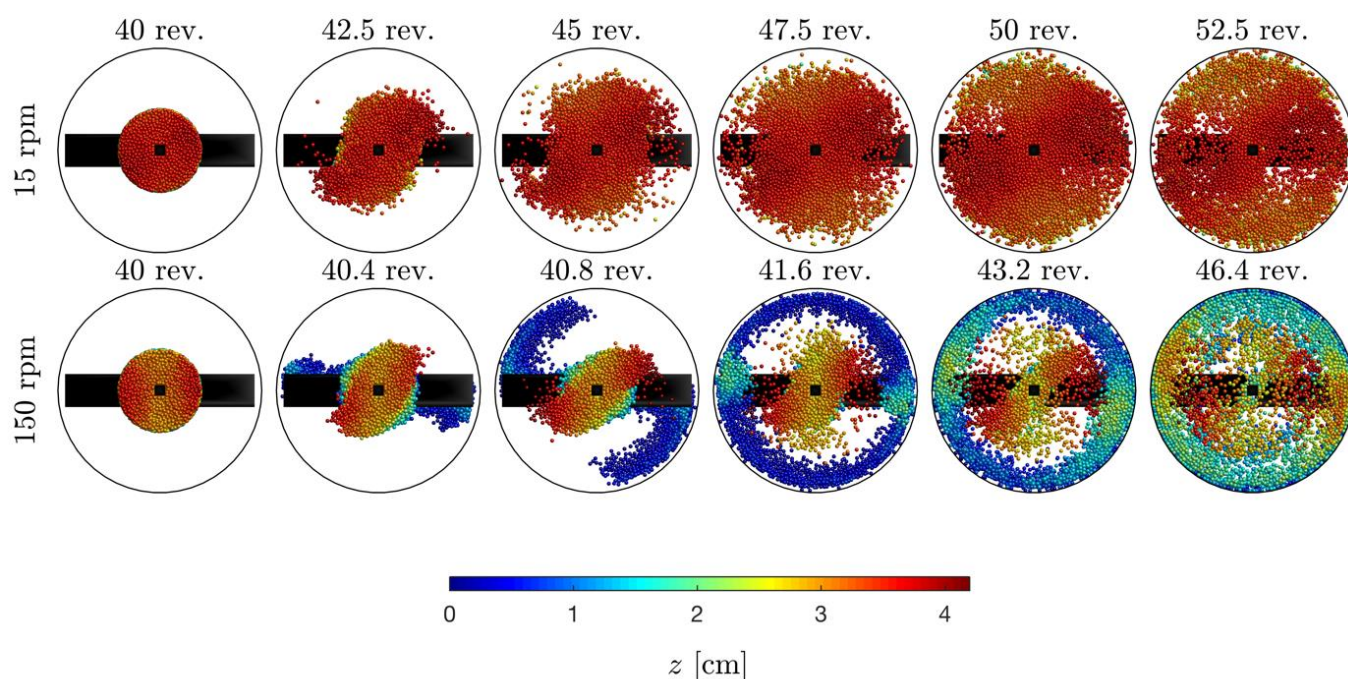 40 rev. 42.5 rev. 45 rev. 47.5 rev. 50 rev. 52.5 rev.
15 rpm
40 rev. 40.4 rev. 40.8 rev. 41.6 rev. 43.2 rev. 46.4 rev.
150 rpm
0 1 2 3 4
z [cm]